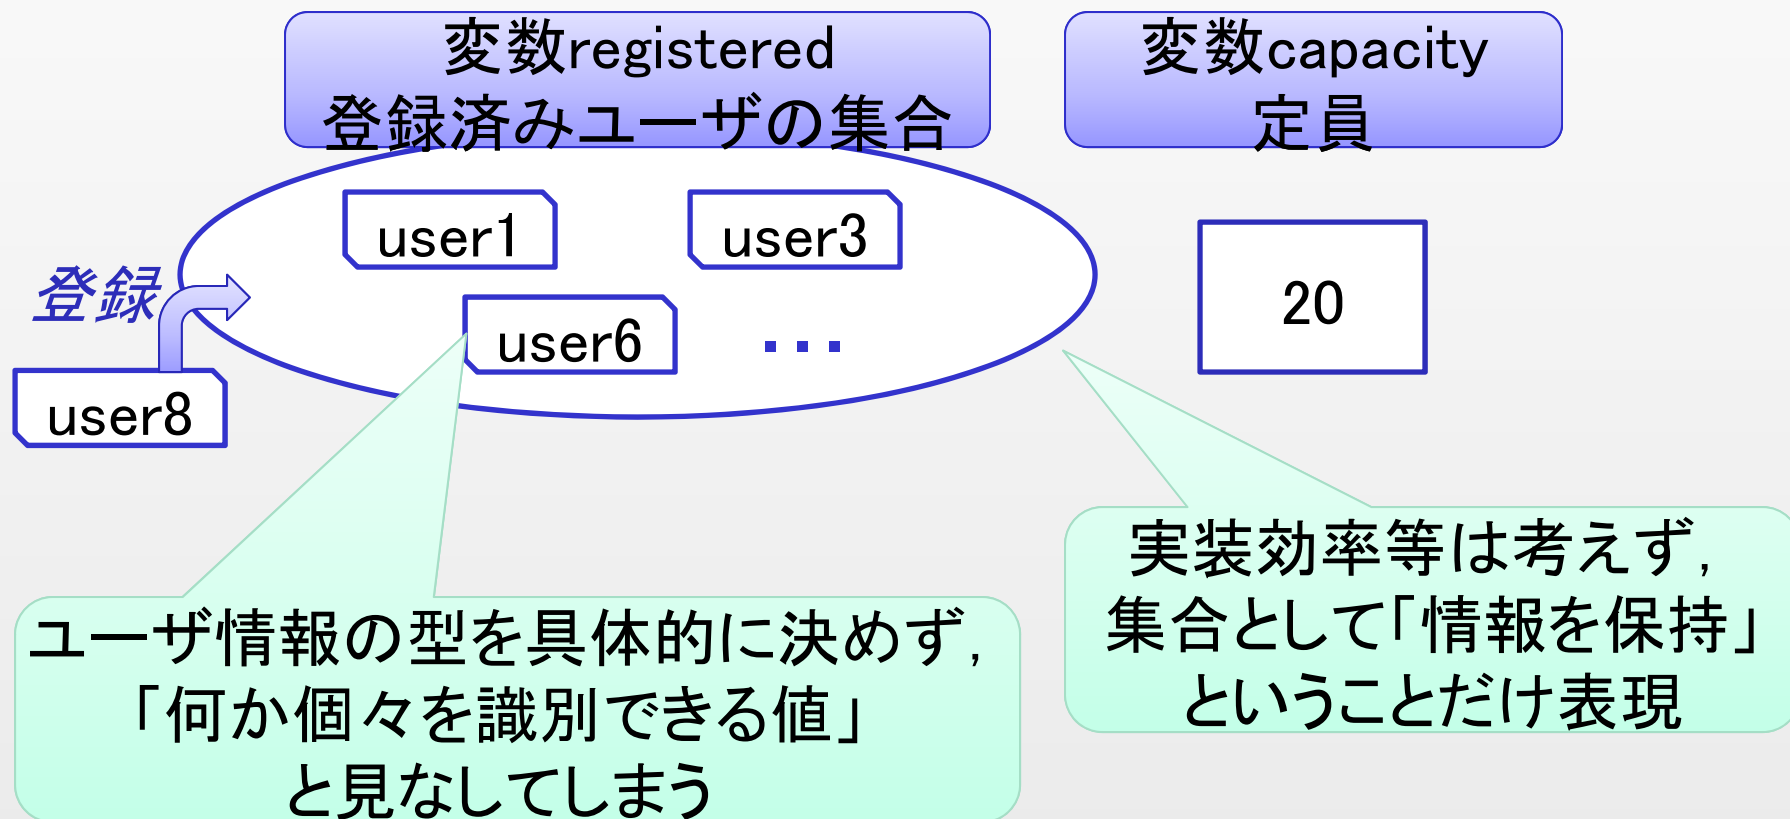 変数registered
登録済みユーザの集合
変数capacity
定員
user1
user3
登録
user6
...
20
user8
実装効率等は考えず，
集合として「情報を保持」
ということだけ表現
ユーザ情報の型を具体的に決めず，
「何か個々を識別できる値」
と見なしてしまう